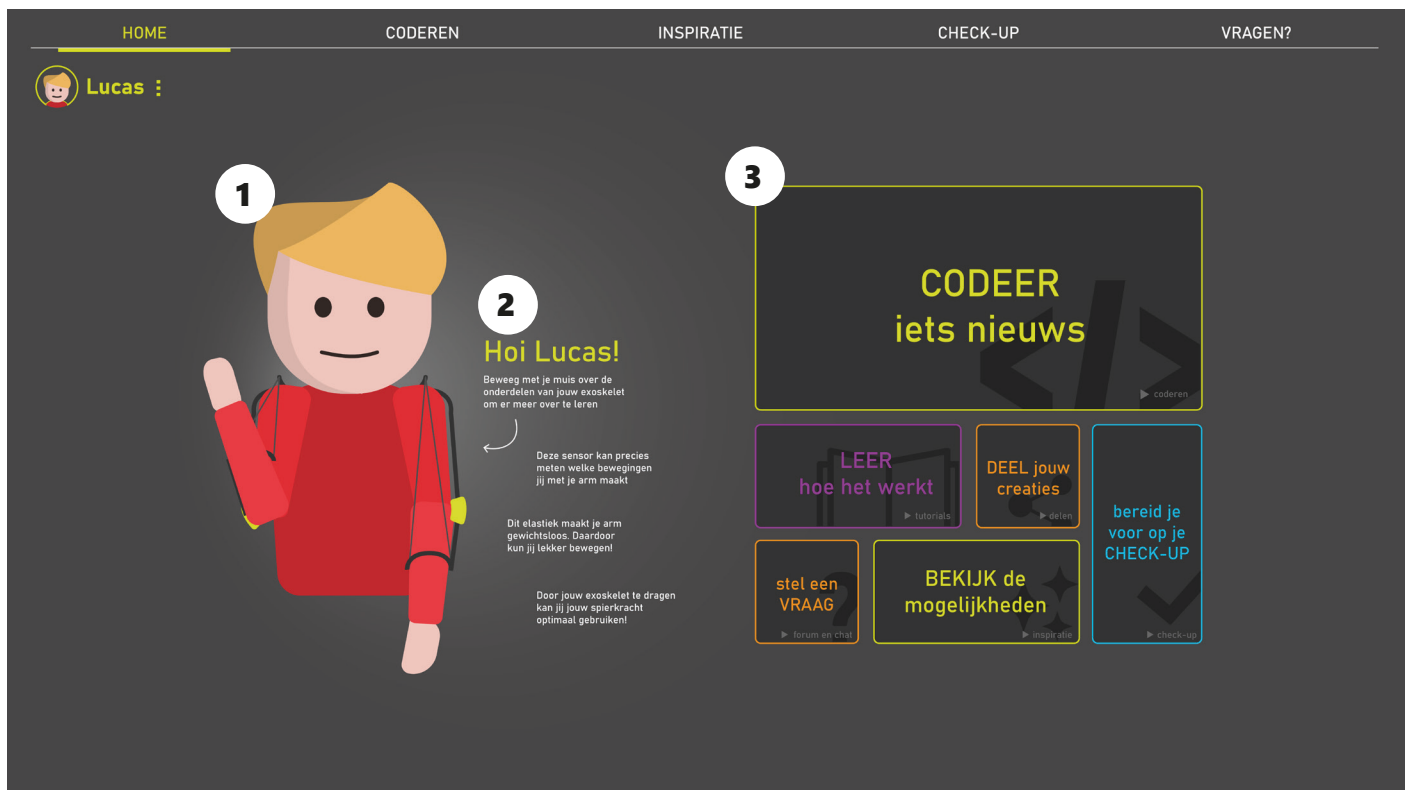 HOME
CODEREN
INSPIRATIE
CHECK-UP
VRAGEN?
Lucas
1
2
Hoi Lucas!
Beweeg met je muis over de
onderdelen van jouw exoskelet
om er meer over te leren
Deze sensor kan precies
meten welke bewegingen
jij met je arm maakt
Dit elastiek maakt je arm
gewichtsloos. Daardoor
kun jij lekker bewegen!
Door jouw exoskelet te dragen
kan jij jouw spierkracht
optimaal gebruiken!
3
CODEER
iets nieuws
</>
coderen
LEER
hoe het werkt
tutorials
DEEL jouw
creaties
delen
bereid je
voor op je
CHECK-UP
check-up
stel een
VRAAG
?
forum en chat
BEKIJK de
mogelijkheden
inspiratie